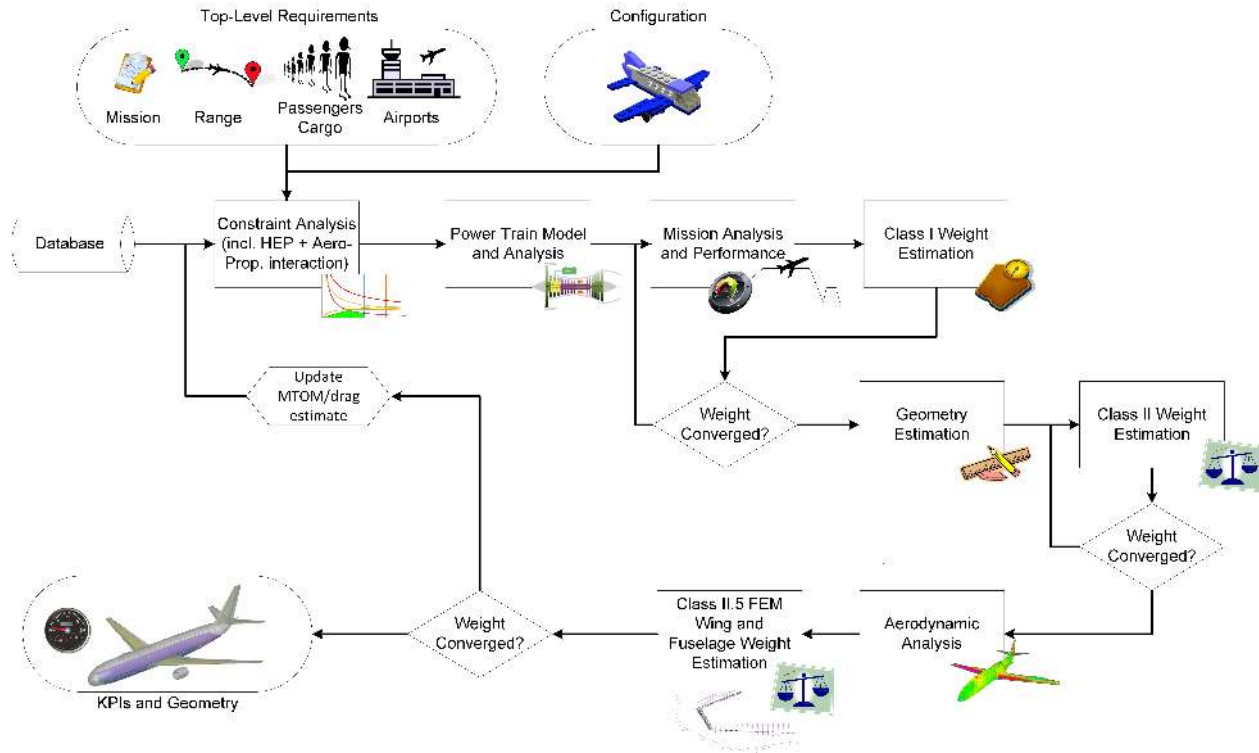 Top-Level Requirements
Configuration
Mission
Range
Passengers
Cargo
Airports
Database
Constraint Analysis
(incl. HEP + Aero-
Prop. interaction)
Power Train Model
and Analysis
Mission Analysis
and Performance
Class I Weight
Estimation
Update
MTOM/drag
estimate
Weight
Converged?
Geometry
Estimation
Class II Weight
Estimation
Weight
Converged?
Weight
Converged?
Class II.5 FEM
Wing and
Fuselage Weight
Estimation
Aerodynamic
Analysis
KPIs and Geometry